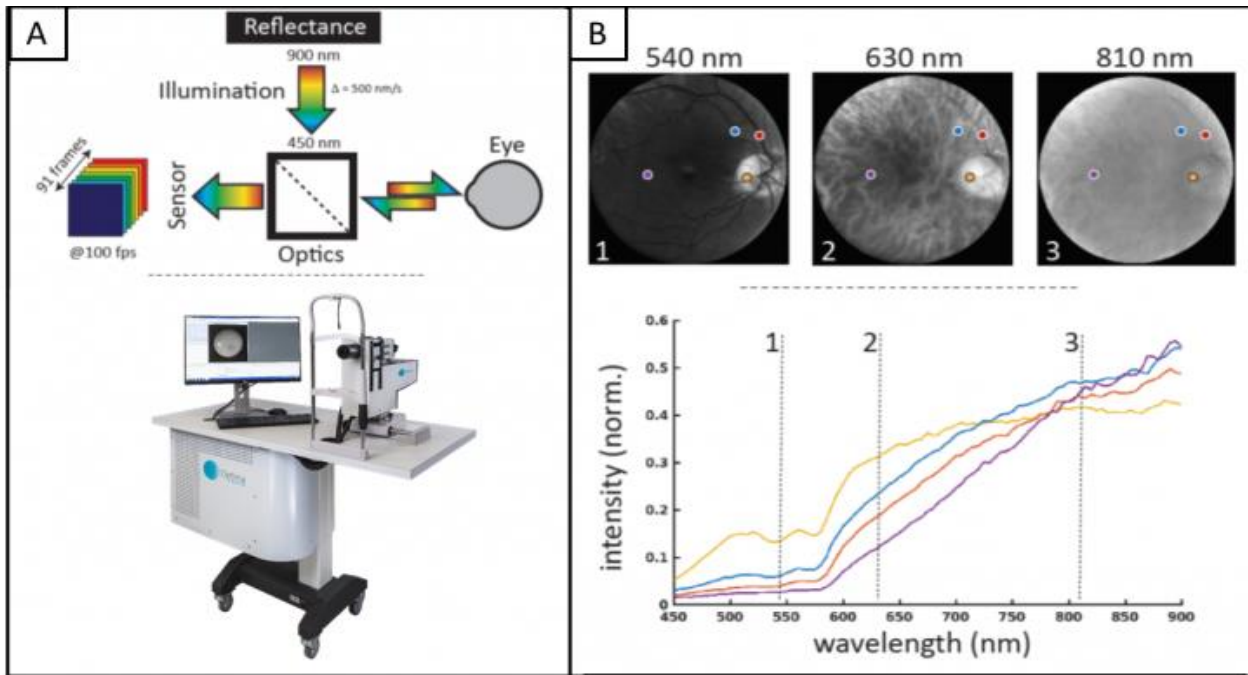 A
Reflectance
900 nm
Illumination
Δ = 500 nm/s
450 nm
Eye
91 frames
Sensor
@100 fps
Optics
B
540 nm
630 nm
810 nm
1
2
3
0.6
0.5
0.4
0.3
0.2
0.1
0
1
2
3
intensity (norm.)
450
500
550
600
650
700
750
800
850
900
wavelength (nm)